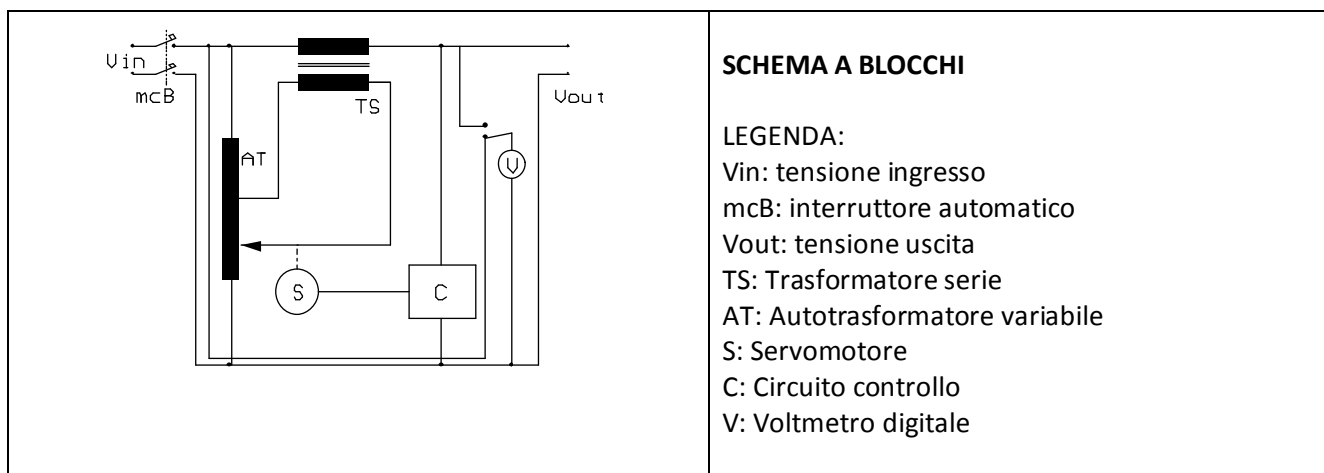 Vin
mcB
TS
Vout
AT
V
S
C
SCHEMA A BLOCCHI
LEGENDA:
Vin: tensione ingresso
mcB: interruttore automatico
Vout: tensione uscita
TS: Trasformatore serie
AT: Autotrasformatore variabile
S: Servomotore
C: Circuito controllo
V: Voltmetro digitale